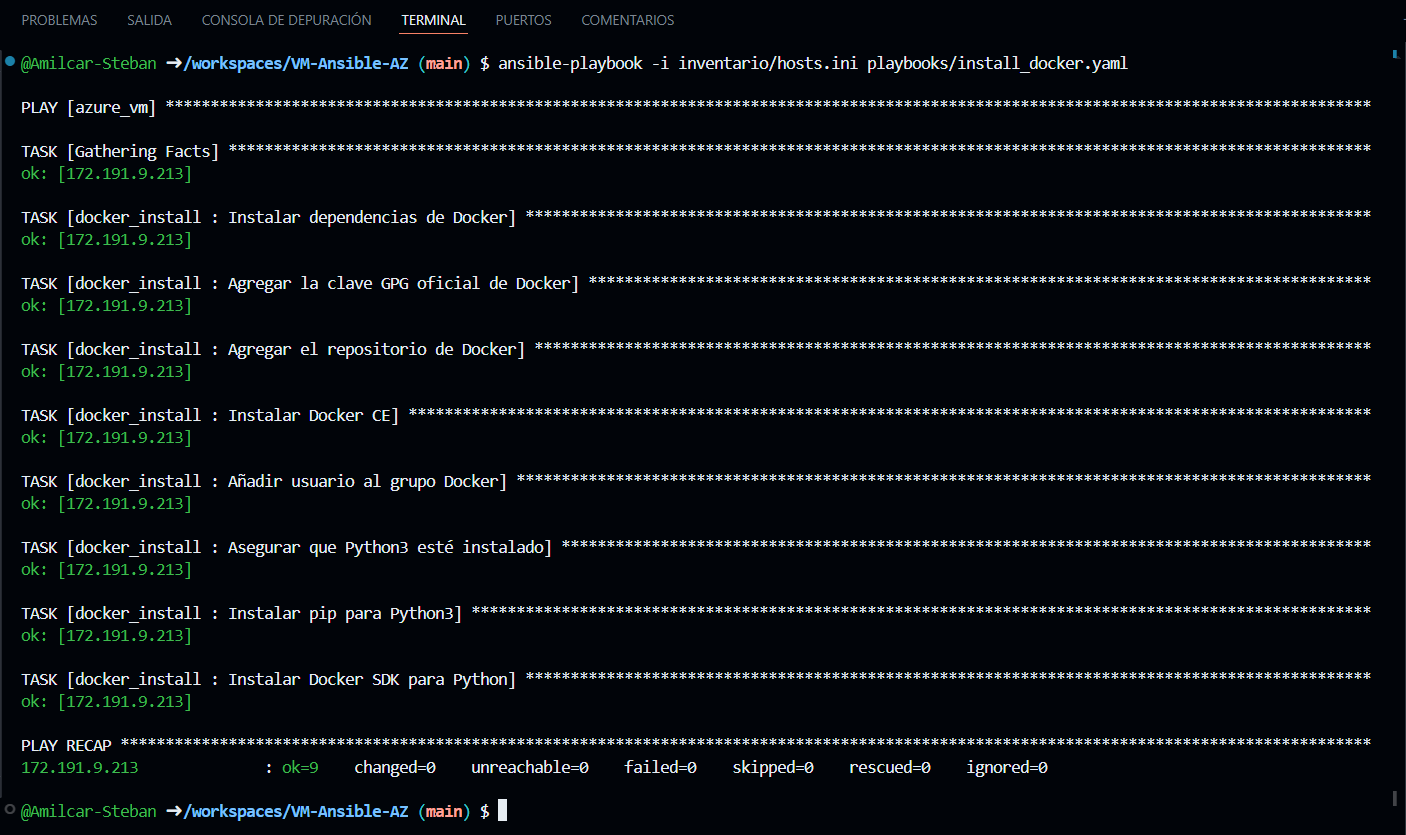 PROBLEMAS SALIDA CONSOLA DE DEPURACIÓN TERMINAL PUERTOS COMENTARIOS
@Amilcar-Steban ➜/workspaces/VM-Ansible-AZ (main) $ ansible-playbook -i inventario/hosts.ini playbooks/install_docker.yaml
PLAY [azure_vm] **************************************************************************************************************************************
TASK [Gathering Facts] *******************************************************************************************************************************
ok: [172.191.9.213]
TASK [docker_install : Instalar dependencias de Docker] **********************************************************************************************
ok: [172.191.9.213]
TASK [docker_install : Agregar la clave GPG oficial de Docker] ***************************************************************************************
ok: [172.191.9.213]
TASK [docker_install : Agregar el repositorio de Docker] *********************************************************************************************
ok: [172.191.9.213]
TASK [docker_install : Instalar Docker CE] ***********************************************************************************************************
ok: [172.191.9.213]
TASK [docker_install : Añadir usuario al grupo Docker] ***********************************************************************************************
ok: [172.191.9.213]
TASK [docker_install : Asegurar que Python3 esté instalado] ******************************************************************************************
ok: [172.191.9.213]
TASK [docker_install : Instalar pip para Python3] ****************************************************************************************************
ok: [172.191.9.213]
TASK [docker_install : Instalar Docker SDK para Python] **********************************************************************************************
ok: [172.191.9.213]
PLAY RECAP *******************************************************************************************************************************************
172.191.9.213 : ok=9 changed=0 unreachable=0 failed=0 skipped=0 rescued=0 ignored=0
@Amilcar-Steban ➜/workspaces/VM-Ansible-AZ (main) $